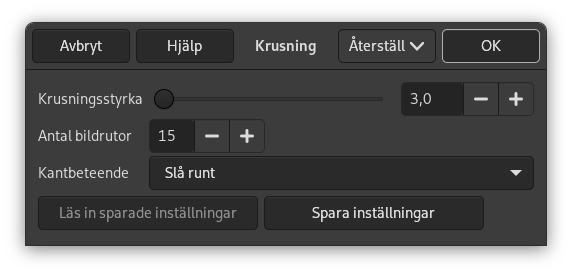 Avbryt Hjälp Krusning Återställ OK
Krusningsstyrka 3,0
Antal bildrutor 15
Kantbeteende Slå runt
Läs in sparade inställningar Spara inställningar